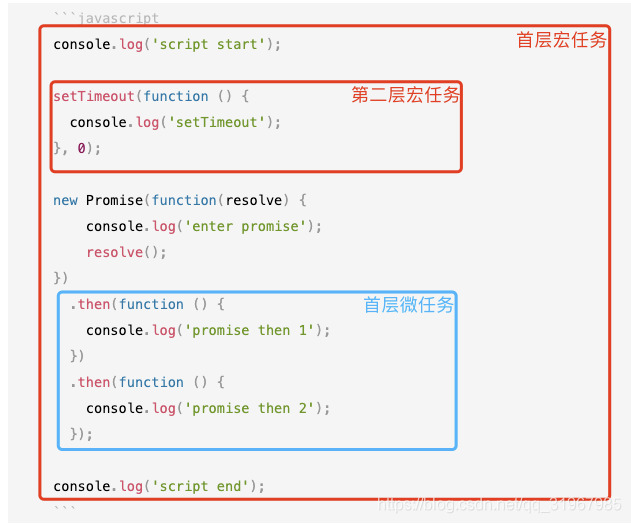 ```javascript
console.log('script start');
首层宏任务
setTimeout(function () {
第二层宏任务
  console.log('setTimeout');
}, 0);
new Promise(function(resolve) {
    console.log('enter promise');
    resolve();
})
  .then(function () {
首层微任务
    console.log('promise then 1');
  })
  .then(function () {
    console.log('promise then 2');
  });
console.log('script end');
```
https://blog.csdn.net/qq_31967985